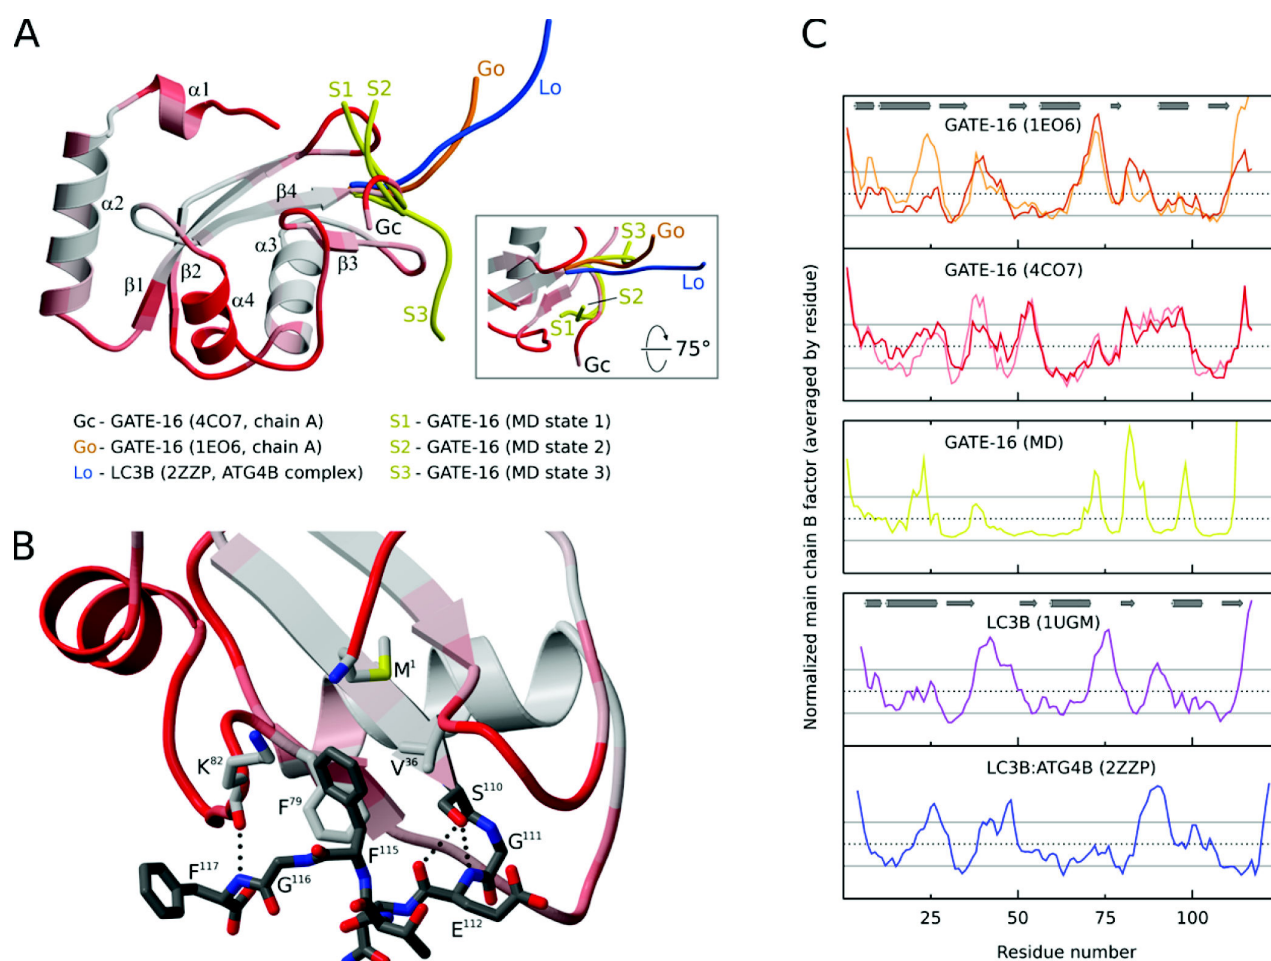 A
α1
α2
β1
β2
α4
α3
β3
β4
S1
S2
Go
Lo
Gc
S3
S3
Go
Lo
S2
S1
Gc
75°
Gc - GATE-16 (4CO7, chain A)
Go - GATE-16 (1EO6, chain A)
Lo - LC3B (2ZZP, ATG4B complex)
S1 - GATE-16 (MD state 1)
S2 - GATE-16 (MD state 2)
S3 - GATE-16 (MD state 3)
B
M1
K82
V36
F79
S110
G111
F115
F117
G116
E112
C
Normalized main chain B factor (averaged by residue)
GATE-16 (1EO6)
GATE-16 (4CO7)
GATE-16 (MD)
LC3B (1UGM)
LC3B:ATG4B (2ZZP)
25 50 75 100
Residue number